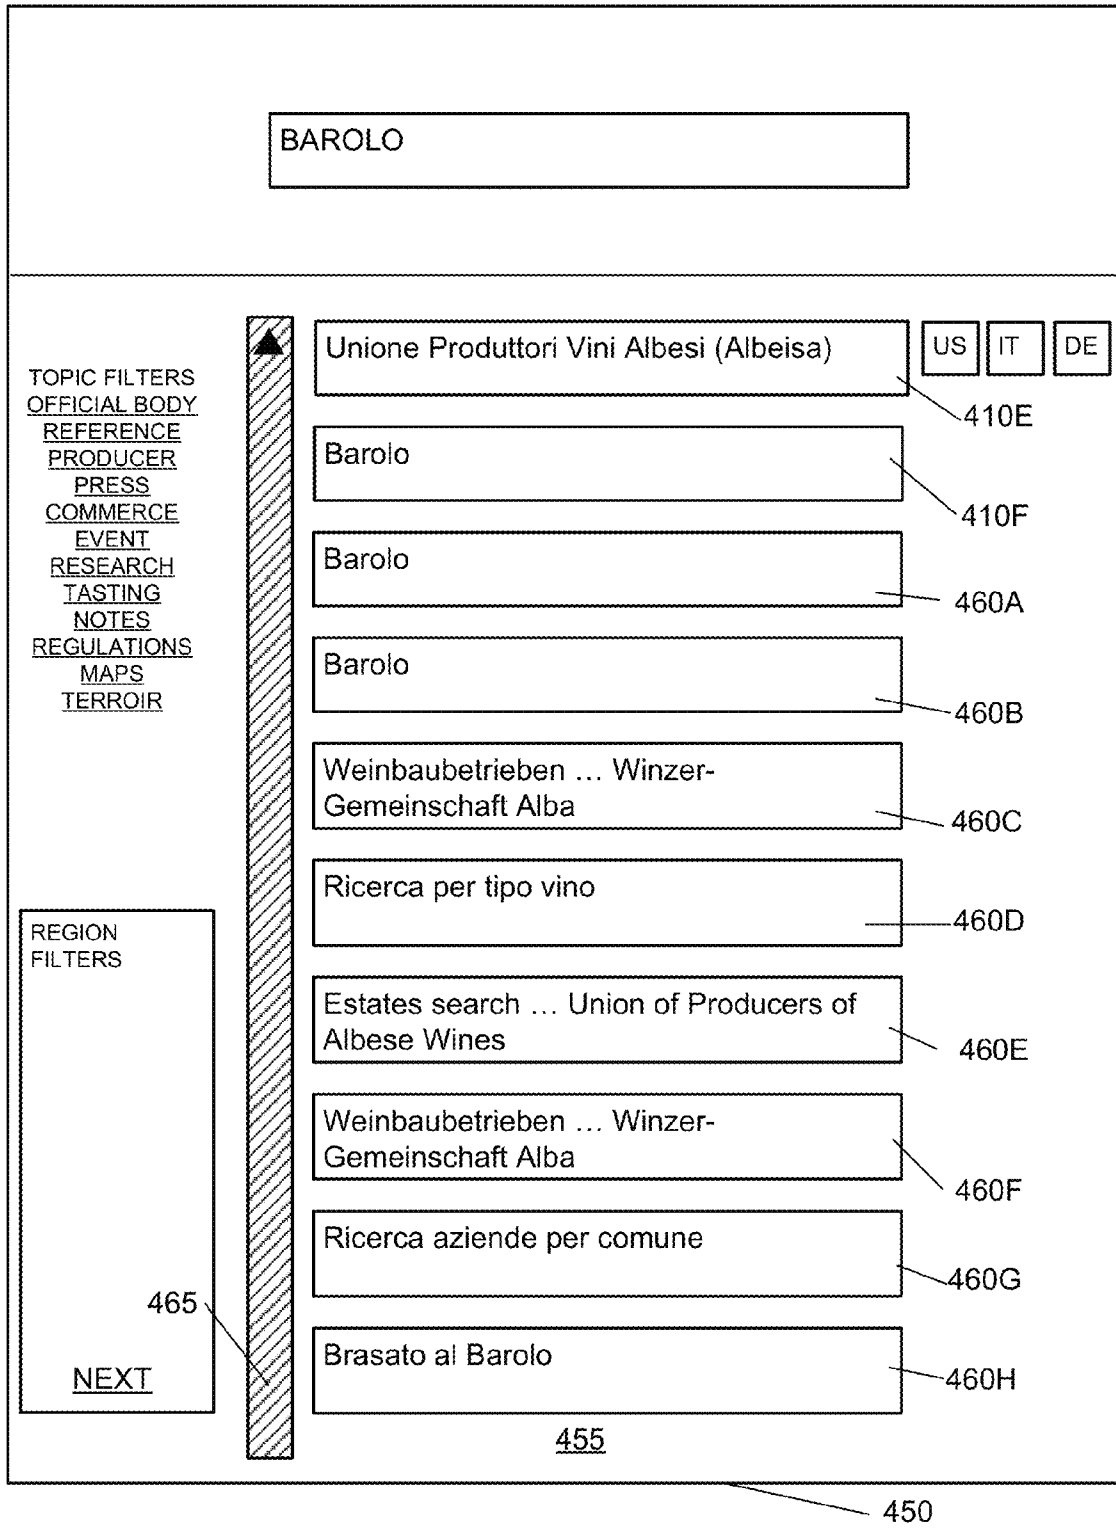 BAROLO
TOPIC FILTERS
OFFICIAL BODY
REFERENCE
PRODUCER
PRESS
COMMERCE
EVENT
RESEARCH
TASTING
NOTES
REGULATIONS
MAPS
TERROIR
REGION
FILTERS
NEXT
465
Unione Produttori Vini Albesi (Albeisa)
US
IT
DE
410E
Barolo
410F
Barolo
460A
Barolo
460B
Weinbaubetrieben ... Winzer-
Gemeinschaft Alba
460C
Ricerca per tipo vino
460D
Estates search ... Union of Producers of
Albese Wines
460E
Weinbaubetrieben ... Winzer-
Gemeinschaft Alba
460F
Ricerca aziende per comune
460G
Brasato al Barolo
460H
455
450